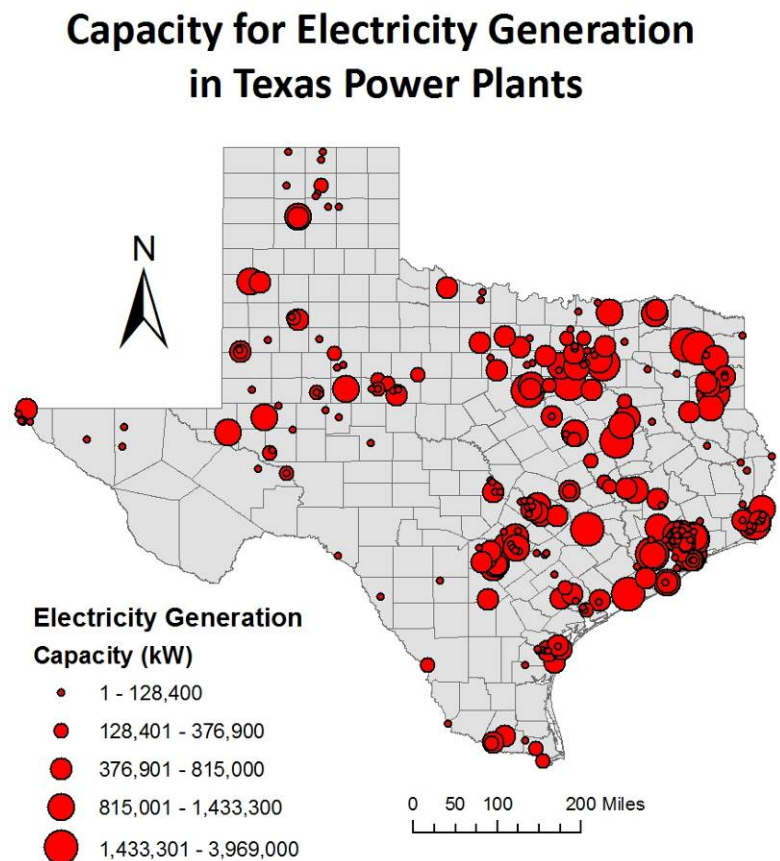 Capacity for Electricity Generation
in Texas Power Plants
N
Electricity Generation
Capacity (kW)
1 - 128,400
128,401 - 376,900
376,901 - 815,000
815,001 - 1,433,300
1,433,301 - 3,969,000
0 50 100 200 Miles